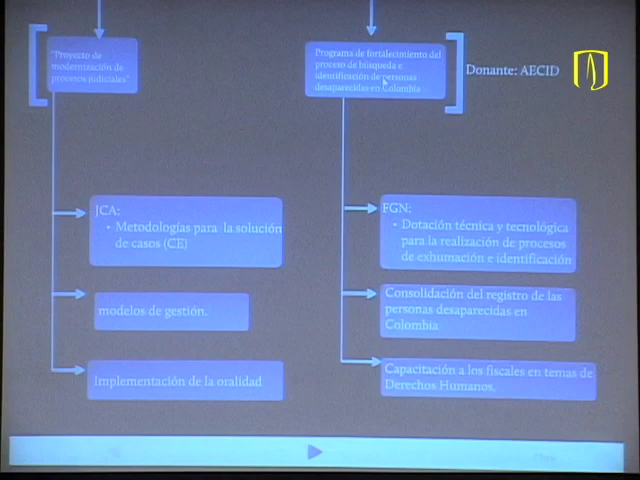 "Proyecto de
modernización de
procesos judiciales"
Programa de fortalecimiento del
proceso de búsqueda e
identificación de personas
desaparecidas en Colombia
Donante: AECID
JCA:
• Metodologías para la solución
de casos (CE)
modelos de gestión.
Implementación de la oralidad
FGN:
• Dotación técnica y tecnológica
para la realización de procesos
de exhumación e identificación
Consolidación del registro de las
personas desaparecidas en
Colombia
Capacitación a los fiscales en temas de
Derechos Humanos.